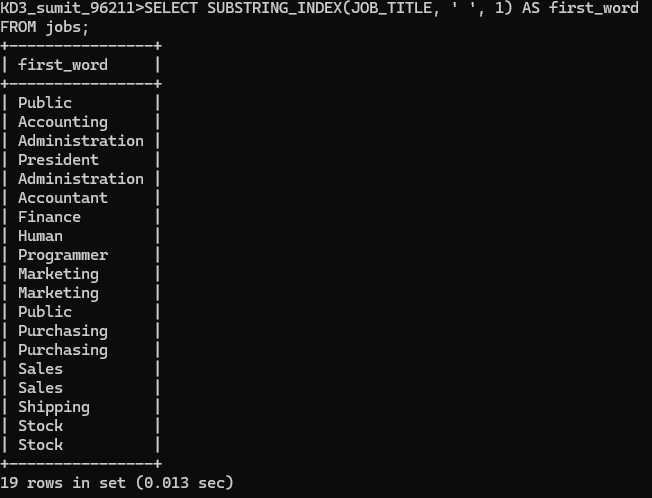 KD3_sumit_96211>SELECT SUBSTRING_INDEX(JOB_TITLE, ' ', 1) AS first_word
FROM jobs;
+----------------+
| first_word     |
+----------------+
| Public         |
| Accounting     |
| Administration |
| President      |
| Administration |
| Accountant     |
| Finance        |
| Human          |
| Programmer     |
| Marketing      |
| Marketing      |
| Public         |
| Purchasing     |
| Purchasing     |
| Sales          |
| Sales          |
| Shipping       |
| Stock          |
| Stock          |
+----------------+
19 rows in set (0.013 sec)